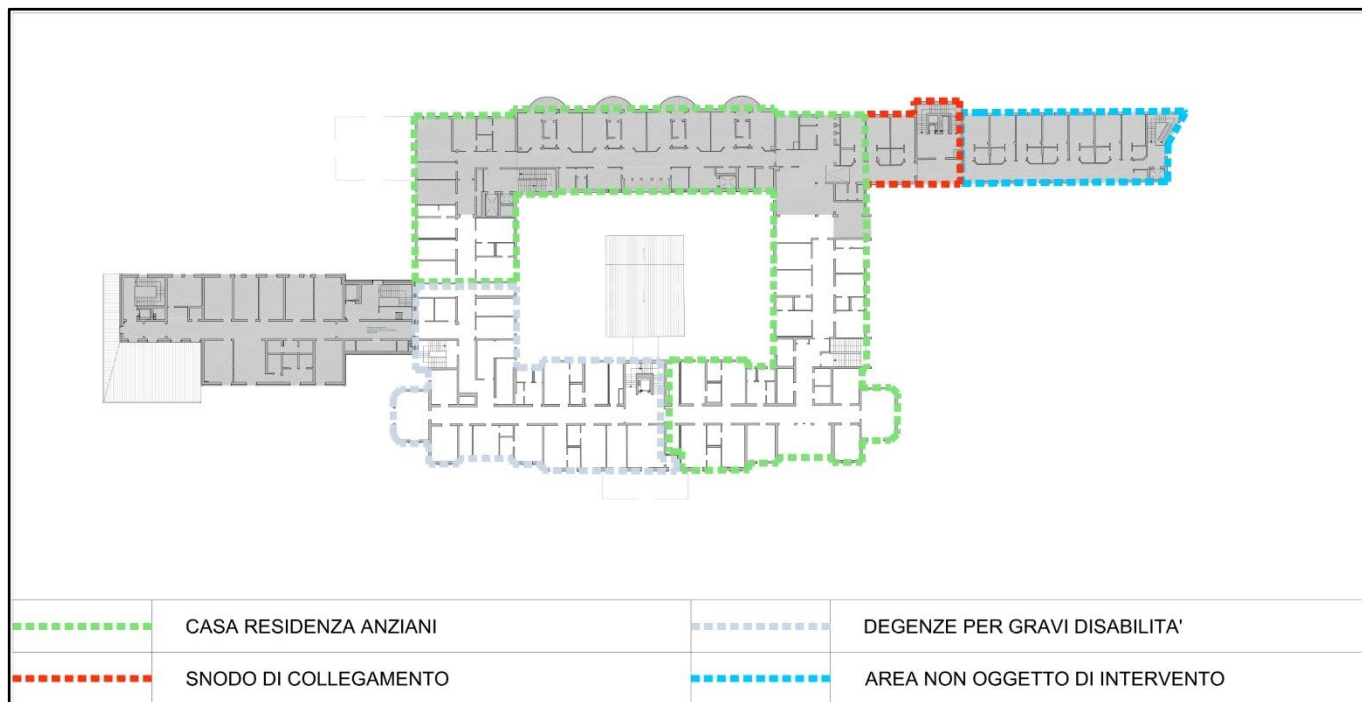 CASA RESIDENZA ANZIANI
DEGENZE PER GRAVI DISABILITA'
SNODO DI COLLEGAMENTO
AREA NON OGGETTO DI INTERVENTO